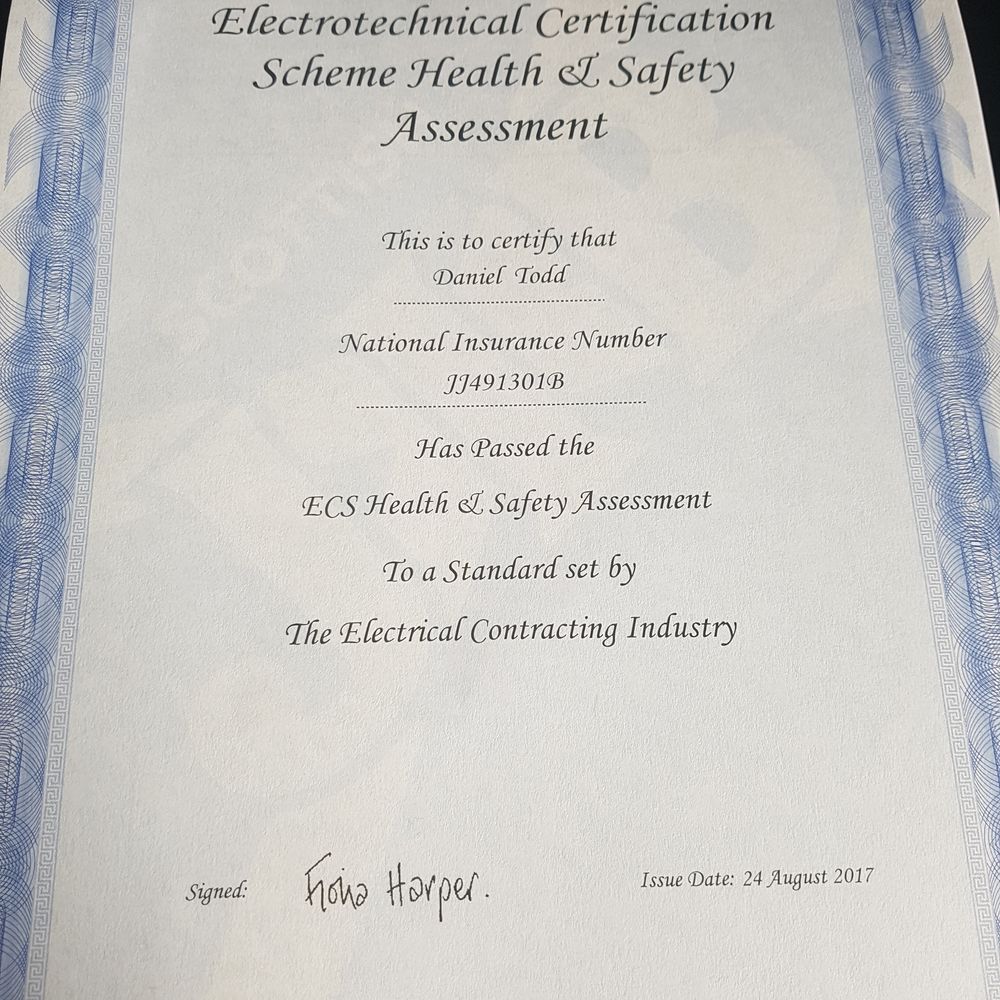 Electrotechnical Certification
Scheme Health & Safety
Assessment
This is to certify that
Daniel Todd
National Insurance Number
JJ491301B
Has Passed the
ECS Health & Safety Assessment
To a Standard set by
The Electrical Contracting Industry
Signed: Fiona Harper. Issue Date: 24 August 2017